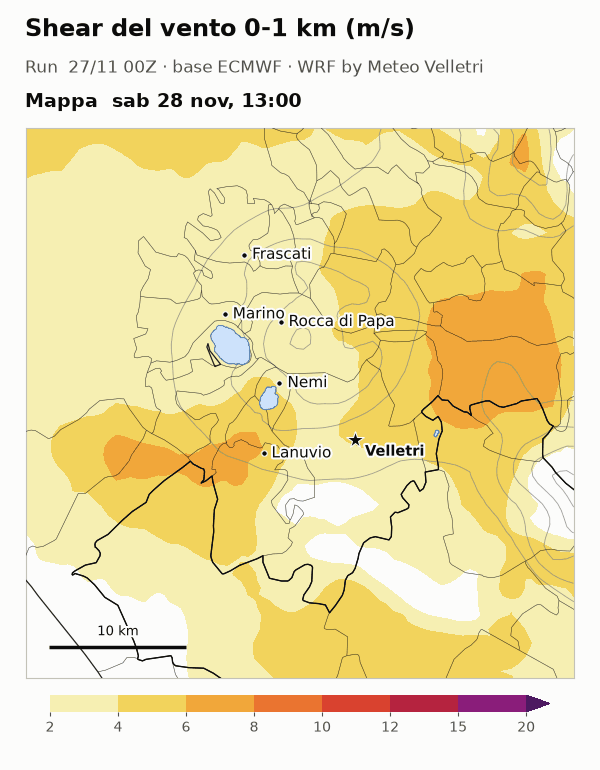 Shear del vento 0-1 km (m/s)
Run  27/11 00Z · base ECMWF · WRF by Meteo Velletri
Mappa  sab 28 nov, 13:00
Frascati
Marino
Rocca di Papa
Nemi
Velletri
Lanuvio
10 km
2 4 6 8 10 12 15 20